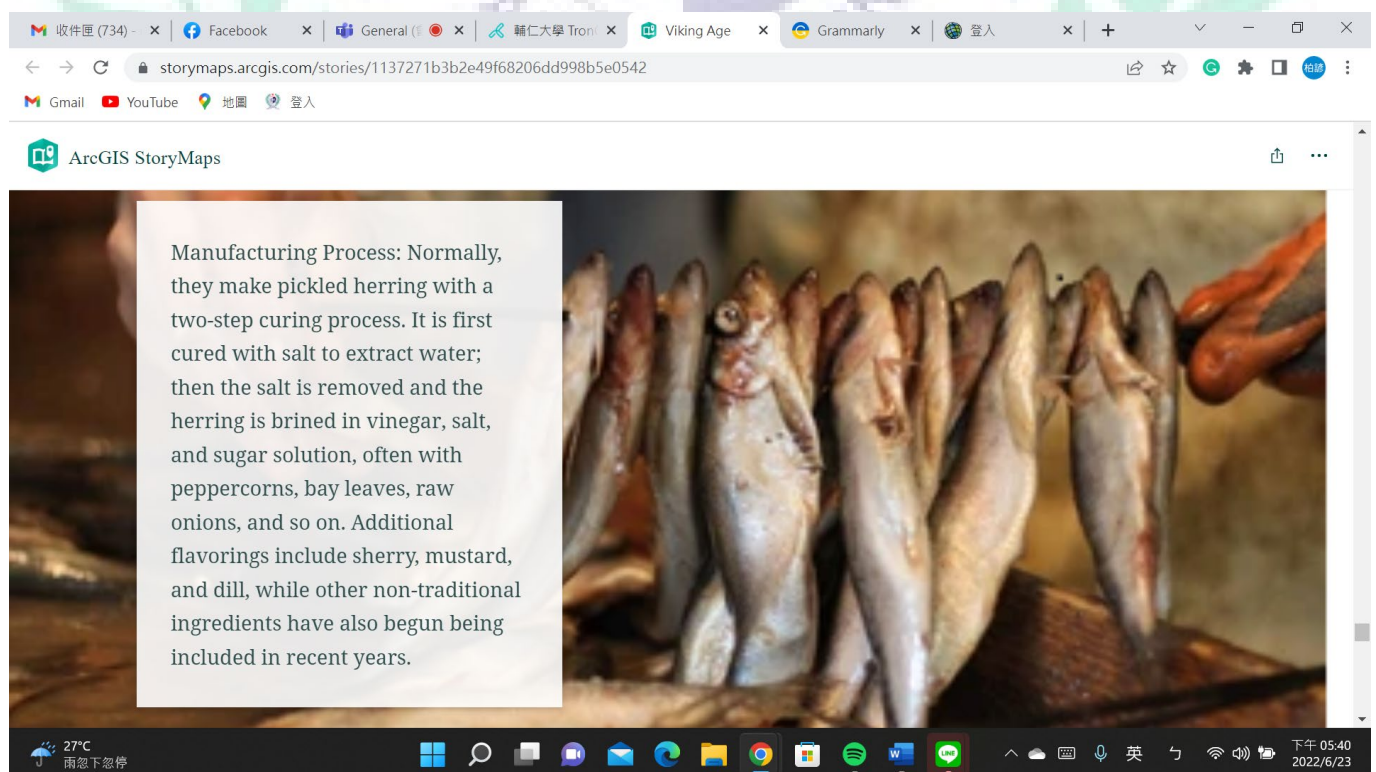 收件匣 (734) -
Facebook
General (
輔仁大學 Tron
Viking Age
Grammarly
登入
storymaps.arcgis.com/stories/1137271b3b2e49f68206dd998b5e0542
柏諺
Gmail
YouTube
地圖
登入
ArcGIS StoryMaps
Manufacturing Process: Normally,
they make pickled herring with a
two-step curing process. It is first
cured with salt to extract water;
then the salt is removed and the
herring is brined in vinegar, salt,
and sugar solution, often with
peppercorns, bay leaves, raw
onions, and so on. Additional
flavorings include sherry, mustard,
and dill, while other non-traditional
ingredients have also begun being
included in recent years.
27°C
雨忽下忽停
LINE
英
ㄅ
下午 05:40
2022/6/23